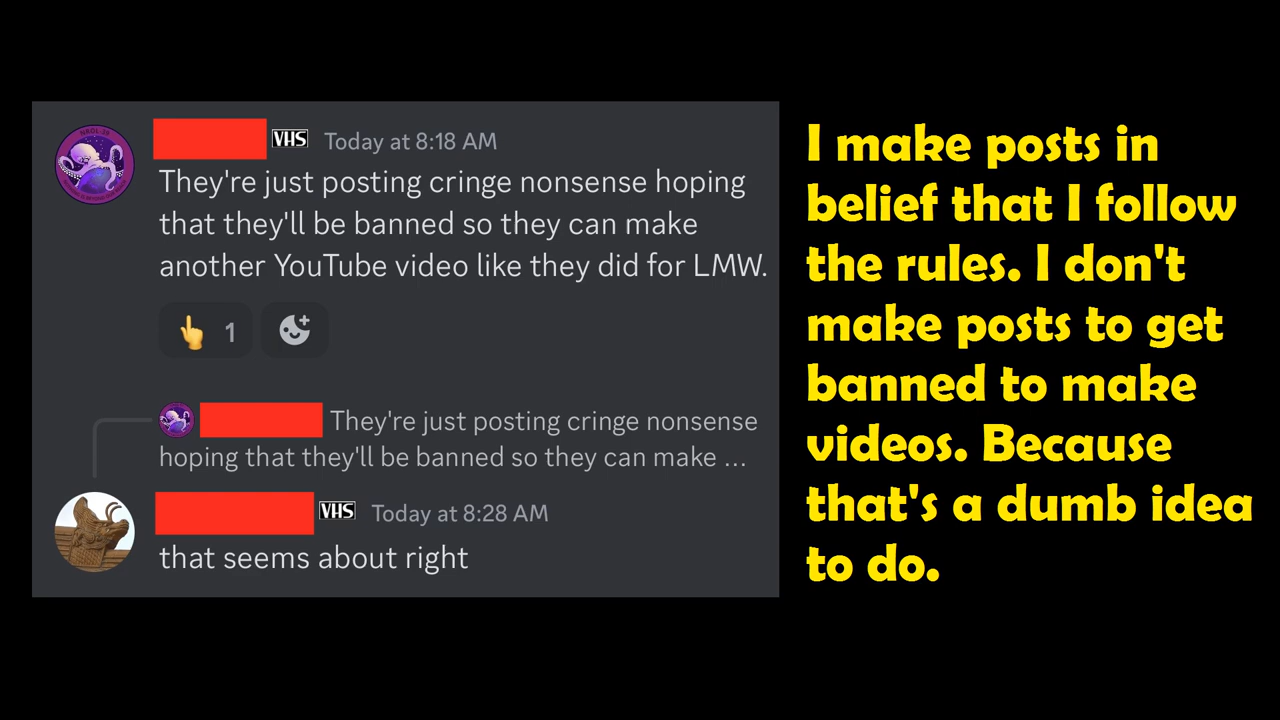 VHS Today at 8:18 AM
They're just posting cringe nonsense hoping
that they'll be banned so they can make
another YouTube video like they did for LMW.
1
They're just posting cringe nonsense
hoping that they'll be banned so they can make ...
VHS Today at 8:28 AM
that seems about right
I make posts in
belief that I follow
the rules. I don't
make posts to get
banned to make
videos. Because
that's a dumb idea
to do.